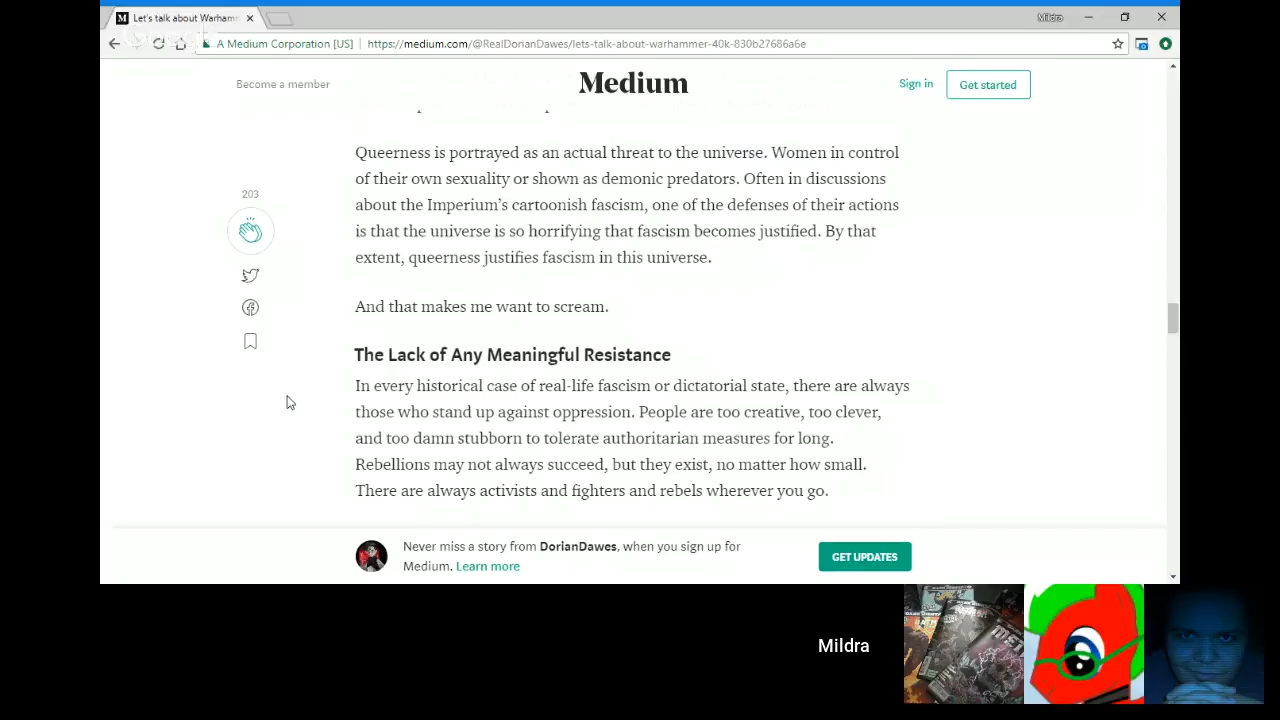 Let's talk about Warham
Mildra
A Medium Corporation [US]
https://medium.com/@RealDorianDawes/lets-talk-about-warhammer-40k-830b27686a6e
Become a member
Medium
Sign in
Get started
Queerness is portrayed as an actual threat to the universe. Women in control
of their own sexuality or shown as demonic predators. Often in discussions
about the Imperium's cartoonish fascism, one of the defenses of their actions
is that the universe is so horrifying that fascism becomes justified. By that
extent, queerness justifies fascism in this universe.
203
And that makes me want to scream.
The Lack of Any Meaningful Resistance
In every historical case of real-life fascism or dictatorial state, there are always
those who stand up against oppression. People are too creative, too clever,
and too damn stubborn to tolerate authoritarian measures for long.
Rebellions may not always succeed, but they exist, no matter how small.
There are always activists and fighters and rebels wherever you go.
Never miss a story from DorianDawes, when you sign up for
Medium. Learn more
GET UPDATES
Mildra